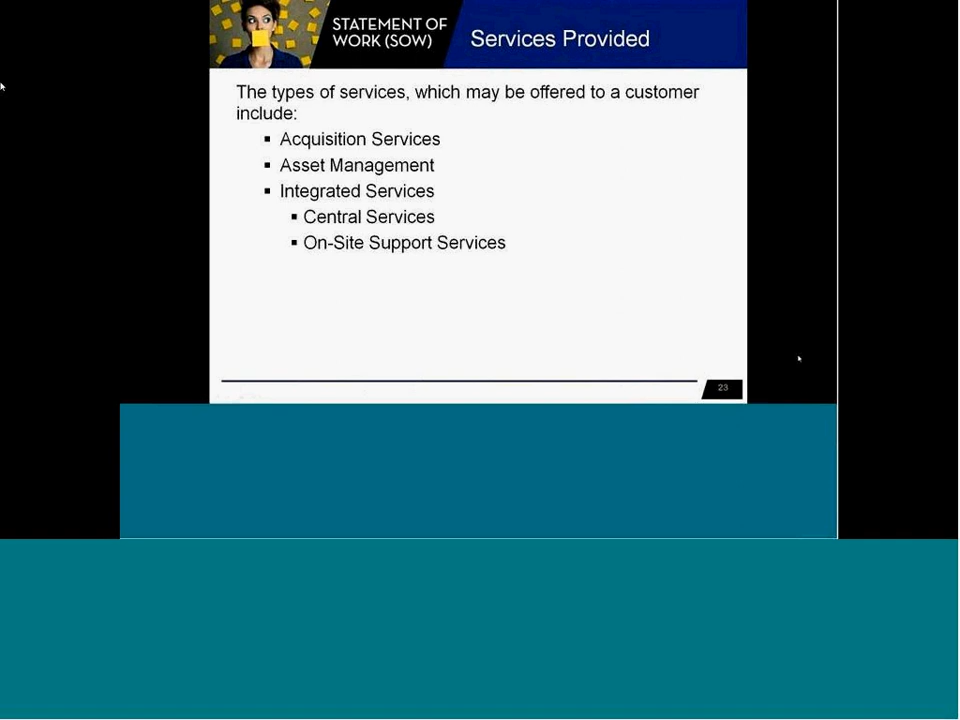 STATEMENT OF
WORK (SOW)
Services Provided
The types of services, which may be offered to a customer
include:
▪ Acquisition Services
▪ Asset Management
▪ Integrated Services
▪ Central Services
▪ On-Site Support Services
23